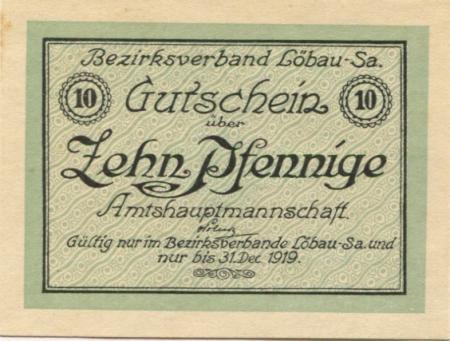 Bezirksverband Löbau-Sa.
10 Gutschein 10
über
Zehn Pfennige
Amtshauptmannschaft.
Gültig nur im Bezirksverbande Löbau-Sa. und
nur bis 31. Dec. 1919.